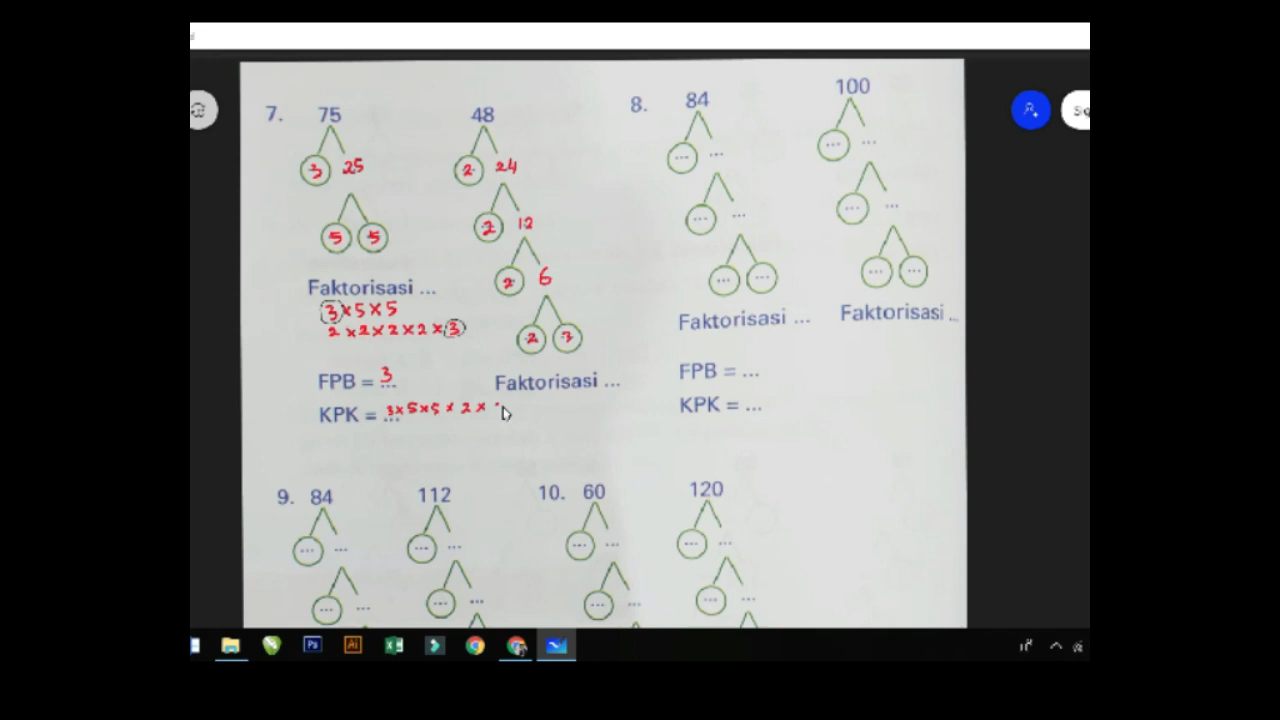 7.
75
3 25
5 5
Faktorisasi ...
3 × 5 × 5
2 × 2 × 2 × 2 × 3
FPB = ... 3
KPK = ... 3 × 5 × 5 × 2 ×
48
2 24
2 12
2 6
2 3
Faktorisasi ...
8.
84
... ...
... ...
... ...
Faktorisasi ...
100
... ...
... ...
... ...
Faktorisasi ...
FPB = ...
KPK = ...
9. 84
... ...
... ...
112
... ...
... ...
10. 60
... ...
... ...
120
... ...
... ...
Ps
Ai